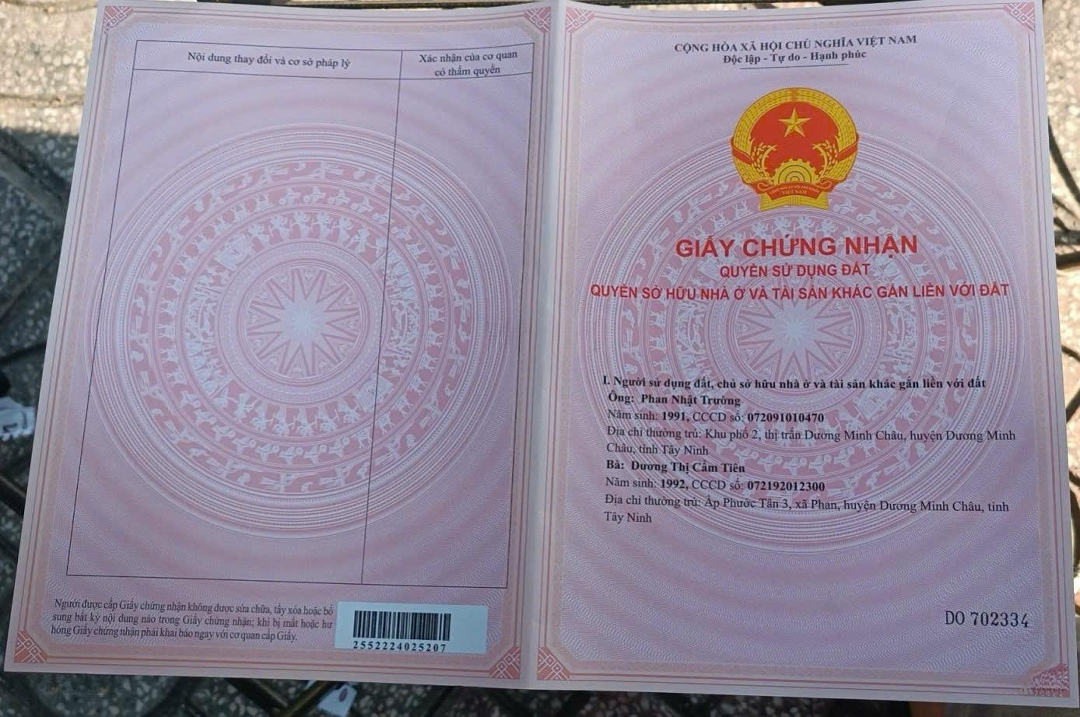 Nội dung thay đổi và cơ sở pháp lý
Xác nhận của cơ quan
có thẩm quyền
Người được cấp Giấy chứng nhận không được sửa chữa, tẩy xóa hoặc bổ
sung bất kỳ nội dung nào trong Giấy chứng nhận; khi bị mất hoặc hư
hỏng Giấy chứng nhận phải khai báo ngay với cơ quan cấp Giấy.
2552224025207
CỘNG HÒA XÃ HỘI CHỦ NGHĨA VIỆT NAM
Độc lập - Tự do - Hạnh phúc
VIỆT NAM
GIẤY CHỨNG NHẬN
QUYỀN SỬ DỤNG ĐẤT
QUYỀN SỞ HỮU NHÀ Ở VÀ TÀI SẢN KHÁC GẮN LIỀN VỚI ĐẤT
I. Người sử dụng đất, chủ sở hữu nhà ở và tài sản khác gắn liền với đất
Ông: Phan Nhật Trường
Năm sinh: 1991, CCCD số: 072091010470
Địa chỉ thường trú: Khu phố 2, thị trấn Dương Minh Châu, huyện Dương Minh
Châu, tỉnh Tây Ninh
Bà: Dương Thị Cẩm Tiên
Năm sinh: 1992, CCCD số: 072192012300
Địa chỉ thường trú: Ấp Phước Tân 3, xã Phan, huyện Dương Minh Châu, tỉnh
Tây Ninh
DO 702334